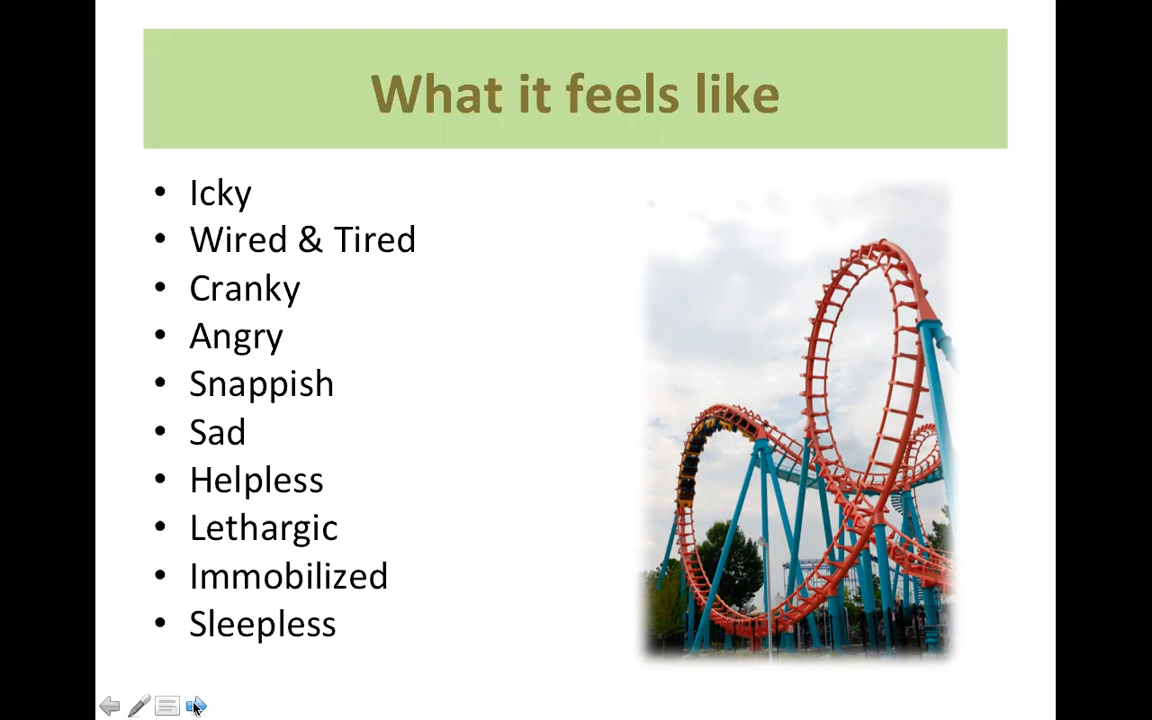 What it feels like
• Icky
• Wired & Tired
• Cranky
• Angry
• Snappish
• Sad
• Helpless
• Lethargic
• Immobilized
• Sleepless